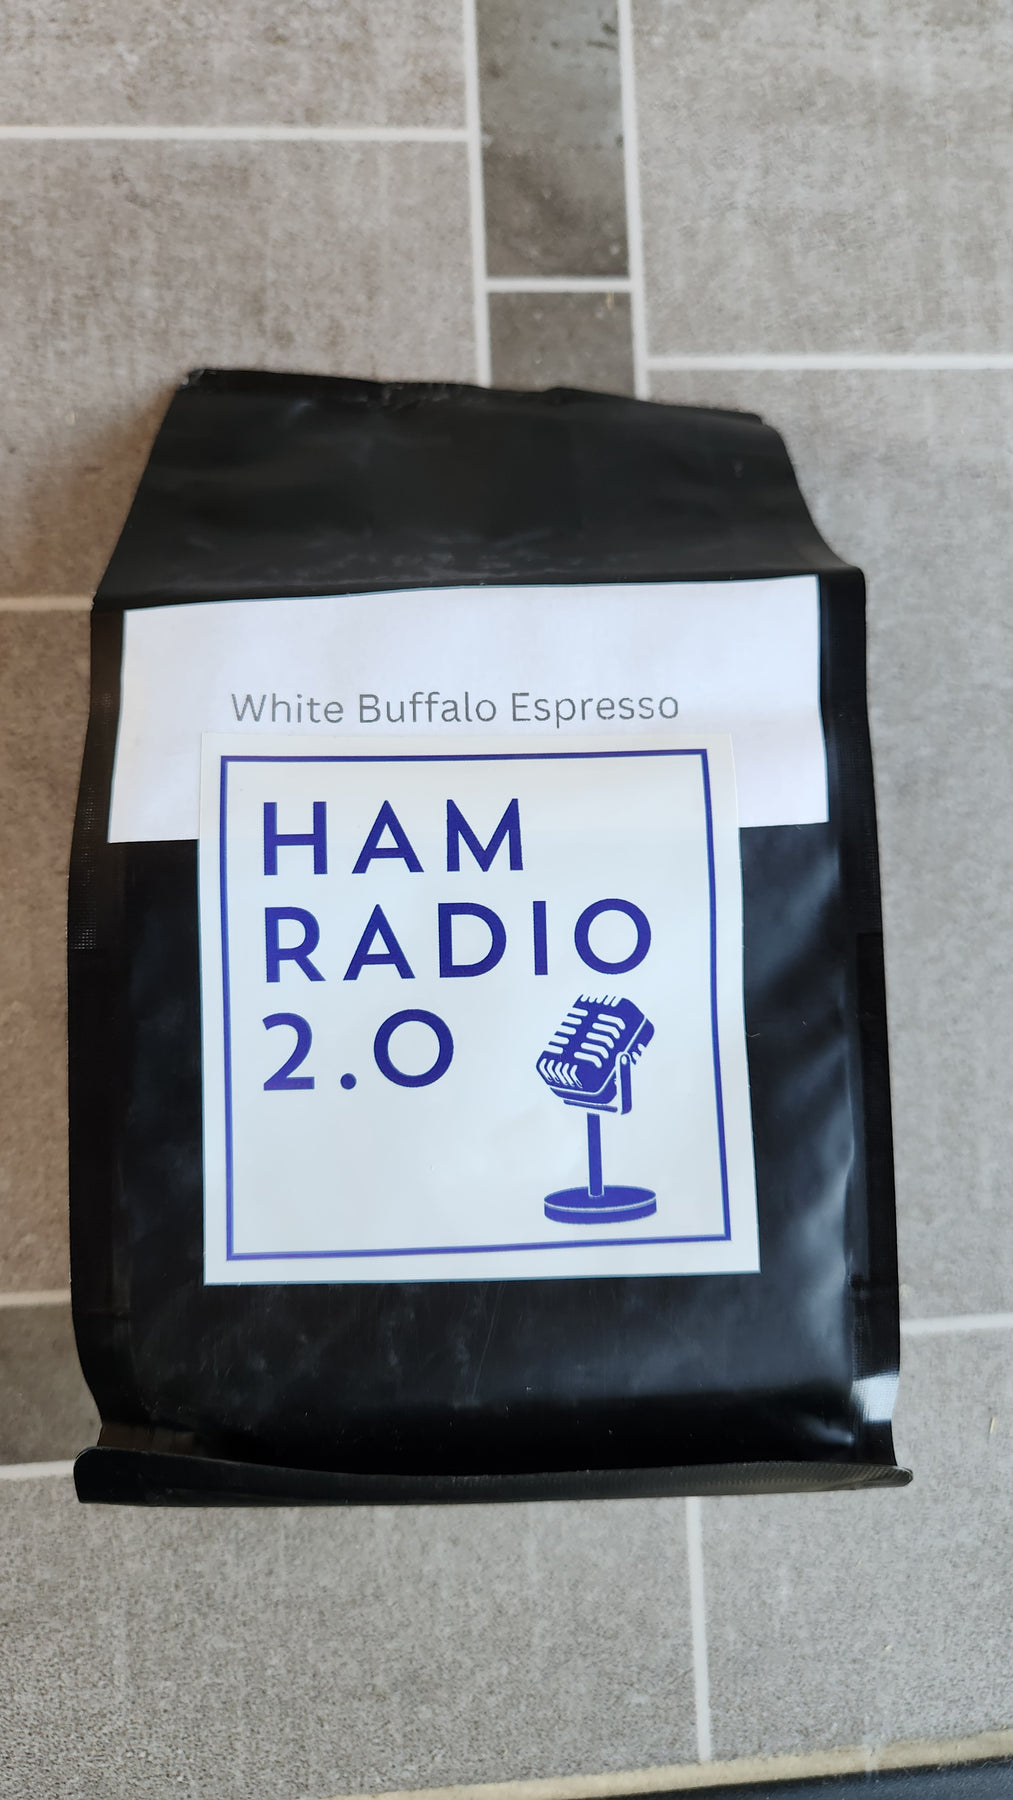 White Buffalo Espresso
HAM
RADIO
2.0